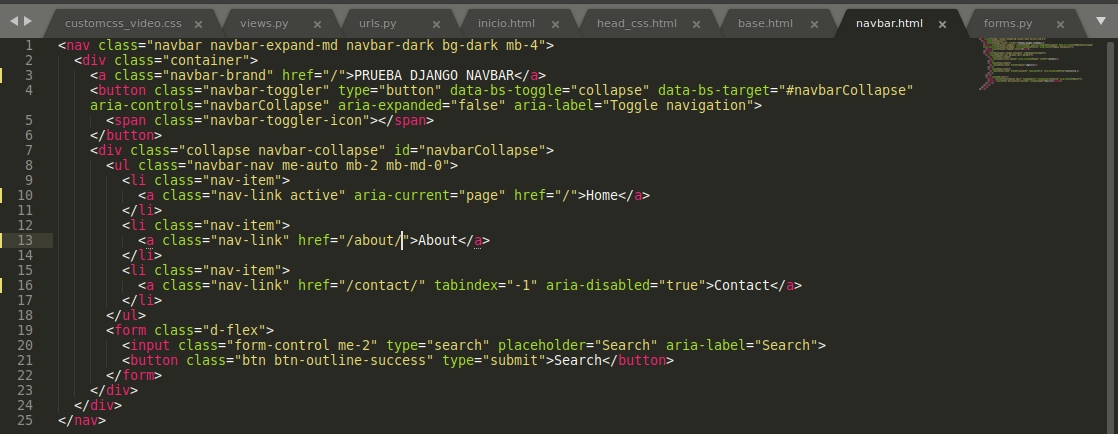 customcss_video.css × views.py × urls.py × inicio.html × head_css.html × base.html × navbar.html × forms.py ×
1 <nav class="navbar navbar-expand-md navbar-dark bg-dark mb-4">
2 <div class="container">
3 <a class="navbar-brand" href="/">PRUEBA DJANGO NAVBAR</a>
4 <button class="navbar-toggler" type="button" data-bs-toggle="collapse" data-bs-target="#navbarCollapse"
aria-controls="navbarCollapse" aria-expanded="false" aria-label="Toggle navigation">
5 <span class="navbar-toggler-icon"></span>
6 </button>
7 <div class="collapse navbar-collapse" id="navbarCollapse">
8 <ul class="navbar-nav me-auto mb-2 mb-md-0">
9 <li class="nav-item">
10 <a class="nav-link active" aria-current="page" href="/">Home</a>
11 </li>
12 <li class="nav-item">
13 <a class="nav-link" href="/about/">About</a>
14 </li>
15 <li class="nav-item">
16 <a class="nav-link" href="/contact/" tabindex="-1" aria-disabled="true">Contact</a>
17 </li>
18 </ul>
19 <form class="d-flex">
20 <input class="form-control me-2" type="search" placeholder="Search" aria-label="Search">
21 <button class="btn btn-outline-success" type="submit">Search</button>
22 </form>
23 </div>
24 </div>
25 </nav>